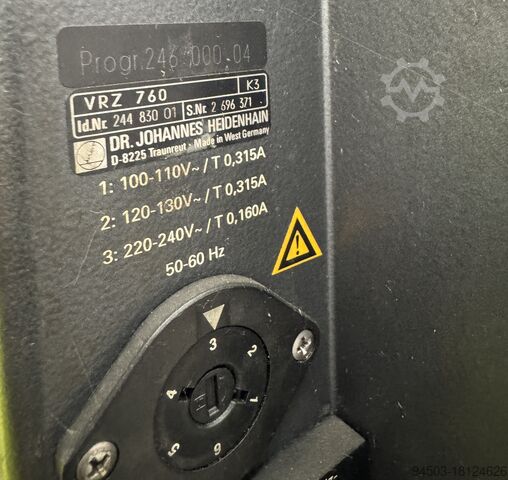 Progr. 246 000 04
VRZ 760 K3
Id.Nr. 244 830 01 S.Nr. 2 696 371
DR. JOHANNES HEIDENHAIN
D-8225 Traunreut · Made in West Germany
1: 100-110V~ / T 0,315A
2: 120-130V~ / T 0,315A
3: 220-240V~ / T 0,160A
50-60 Hz
3
2
1
6
5
4
94503-18124626